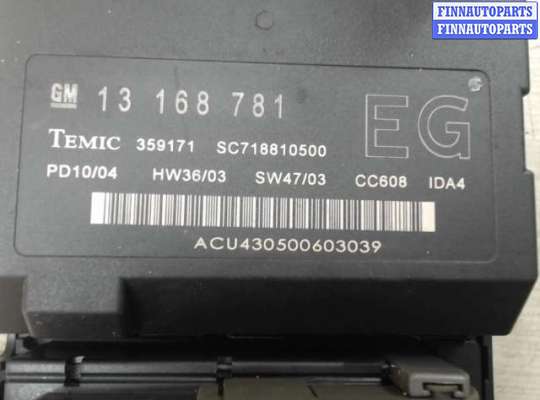 FINNAUTOPARTS
FINNAUTOPARTS
GM 13 168 781 EG
TEMIC 359171 SC718810500
PD10/04 HW36/03 SW47/03 CC608 IDA4
ACU430500603039